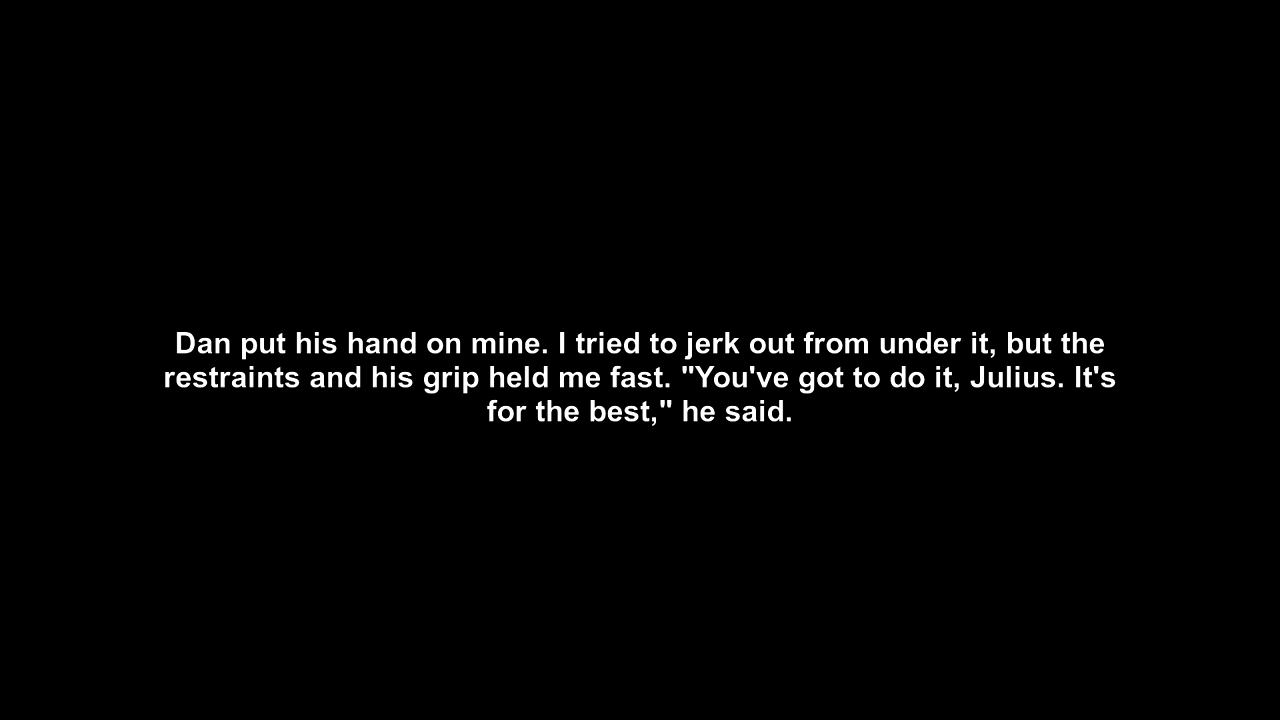 Dan put his hand on mine. I tried to jerk out from under it, but the
restraints and his grip held me fast. "You've got to do it, Julius. It's
for the best," he said.